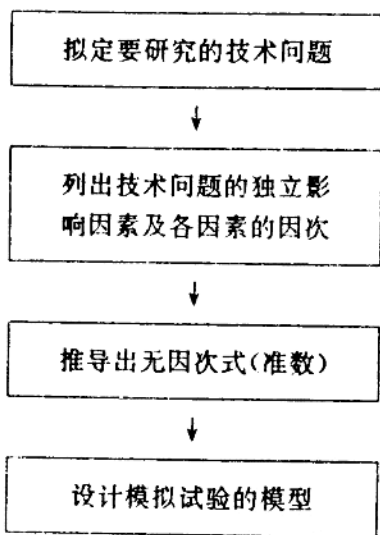 拟定要研究的技术问题
列出技术问题的独立影
响因素及各因素的因次
推导出无因次式(准数)
设计模拟试验的模型